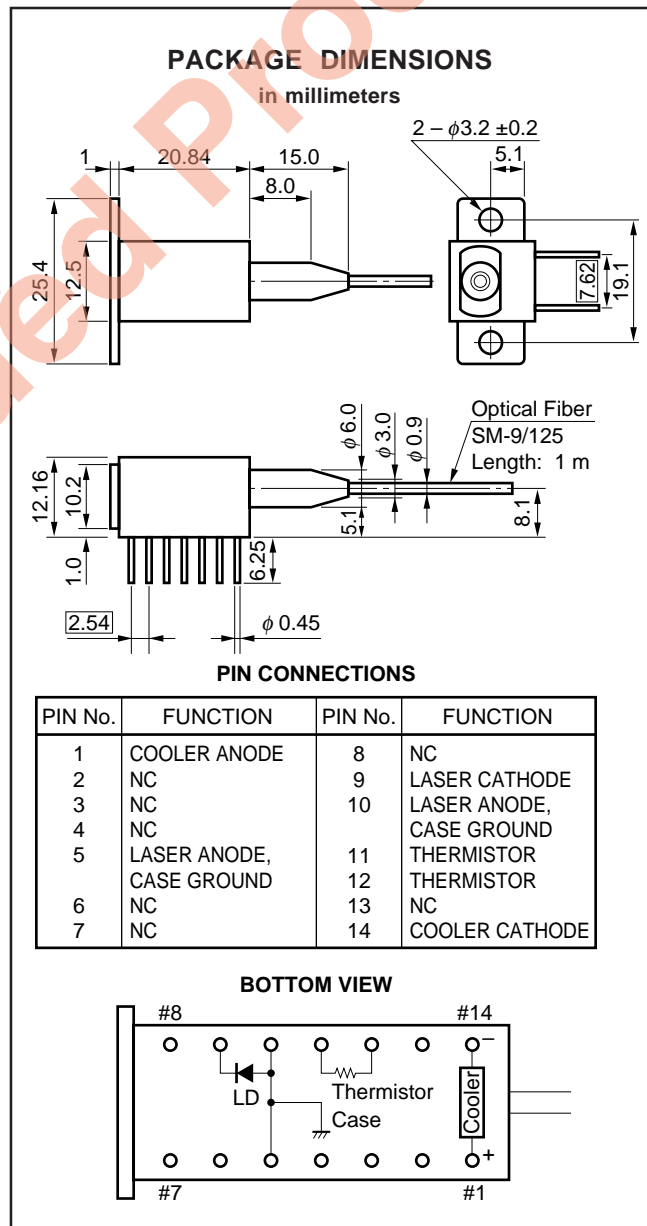 PACKAGE DIMENSIONS
in millimeters
2 – ϕ3.2 ±0.2
1
20.84
15.0
5.1
8.0
25.4
12.5
7.62
19.1
Optical Fiber
SM-9/125
Length: 1 m
ϕ 6.0
ϕ 3.0
ϕ 0.9
12.16
10.2
5.1
8.1
1.0
6.25
2.54
ϕ 0.45
PIN CONNECTIONS
PIN No. FUNCTION PIN No. FUNCTION
1 COOLER ANODE 8 NC
2 NC 9 LASER CATHODE
3 NC 10 LASER ANODE,
4 NC CASE GROUND
5 LASER ANODE, 11 THERMISTOR
CASE GROUND 12 THERMISTOR
6 NC 13 NC
7 NC 14 COOLER CATHODE
BOTTOM VIEW
#8 #14
–
LD
Thermistor
Case
Cooler
+
#7 #1